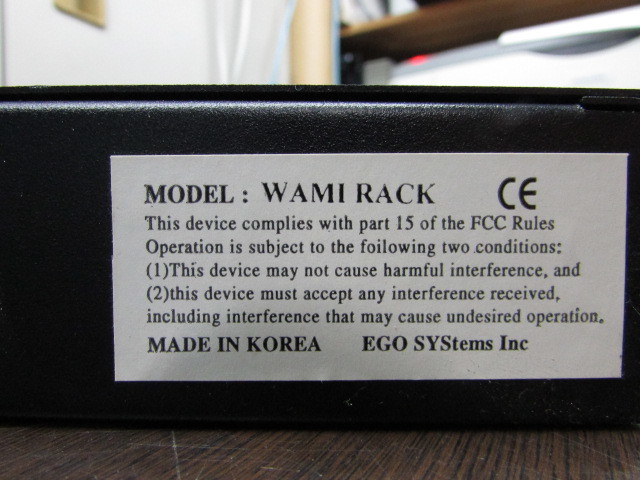 MODEL : WAMI RACK CE
This device complies with part 15 of the FCC Rules
Operation is subject to the foilowing two conditions:
(1)This device may not cause harmful interference, and
(2)this device must accept any interference received,
including interference that may cause undesired operation.
MADE IN KOREA EGO SYStems Inc